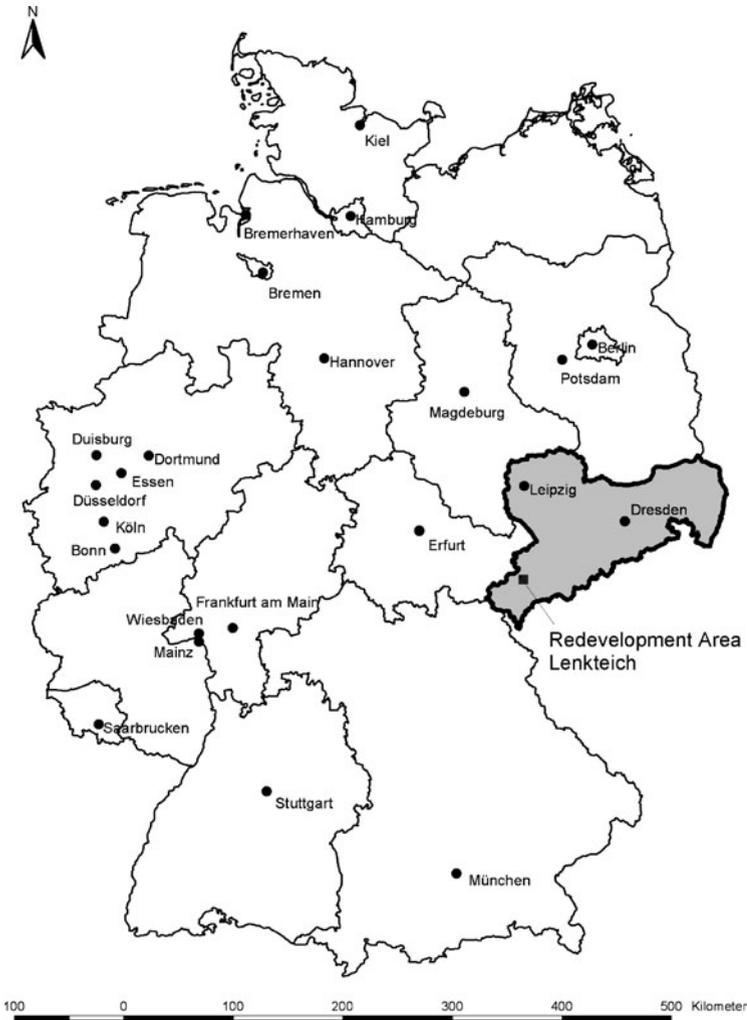 N
Kiel
Hamburg
Bremerhaven
Bremen
Berlin
Hannover
Potsdam
Magdeburg
Duisburg
Dortmund
Essen
Düsseldorf
Leipzig
Köln
Dresden
Bonn
Erfurt
Frankfurt am Main
Wiesbaden
Mainz
Redevelopment Area
Lenkteich
Saarbrucken
Stuttgart
München
100 0 100 200 300 400 500 Kilometer